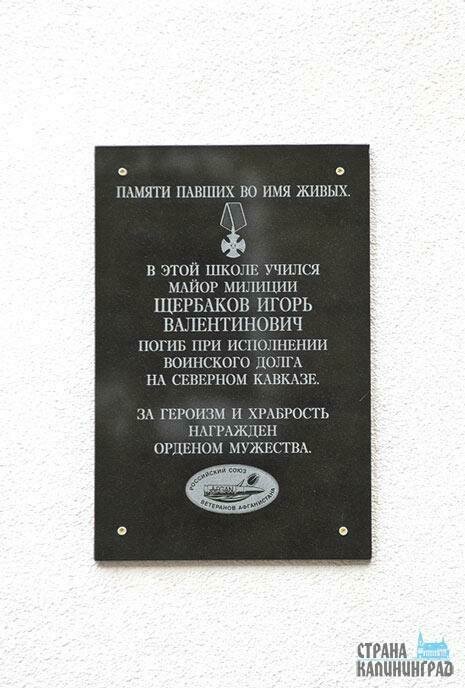 ПАМЯТИ ПАВШИХ ВО ИМЯ ЖИВЫХ.
В ЭТОЙ ШКОЛЕ УЧИЛСЯ
МАЙОР МИЛИЦИИ
ЩЕРБАКОВ ИГОРЬ
ВАЛЕНТИНОВИЧ
ПОГИБ ПРИ ИСПОЛНЕНИИ
ВОИНСКОГО ДОЛГА
НА СЕВЕРНОМ КАВКАЗЕ.
ЗА ГЕРОИЗМ И ХРАБРОСТЬ
НАГРАЖДЕН
ОРДЕНОМ МУЖЕСТВА.
РОССИЙСКИЙ СОЮЗ
AFGAN
ВЕТЕРАНОВ АФГАНИСТАНА
СТРАНА
КАЛИНИНГРАД